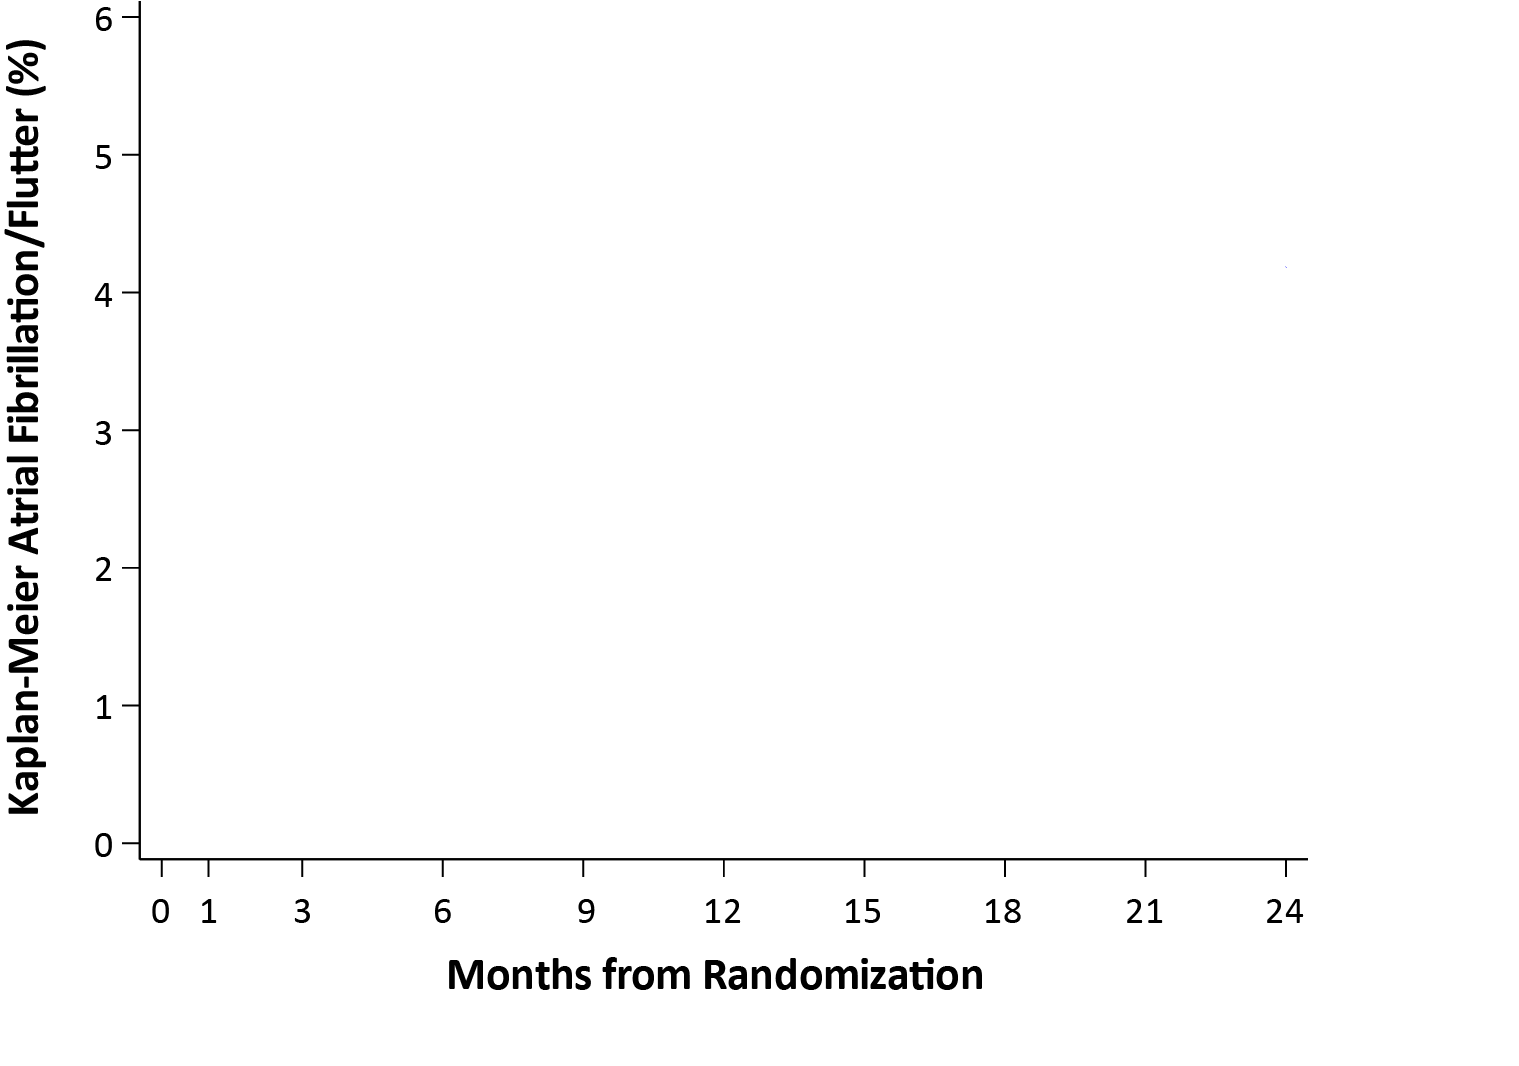 Kaplan-Meier Atrial Fibrillation/Flutter (%)
6
5
4
3
2
1
0
0 1 3 6 9 12 15 18 21 24
Months from Randomization